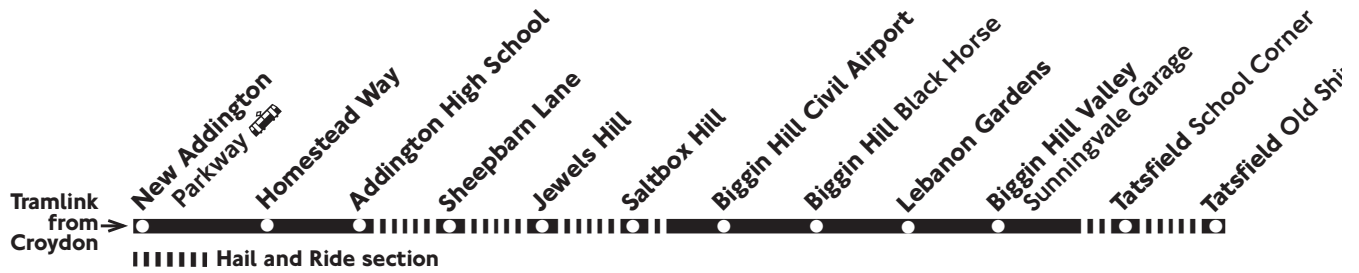 New Addington
Parkway
Homestead Way
Addington High School
Sheepbarn Lane
Jewels Hill
Saltbox Hill
Biggin Hill Civil Airport
Biggin Hill Black Horse
Lebanon Gardens
Biggin Hill Valley
Sunningvale Garage
Tatsfield School Corner
Tatsfield Old
Tramlink
from
Croydon
Hail and Ride section